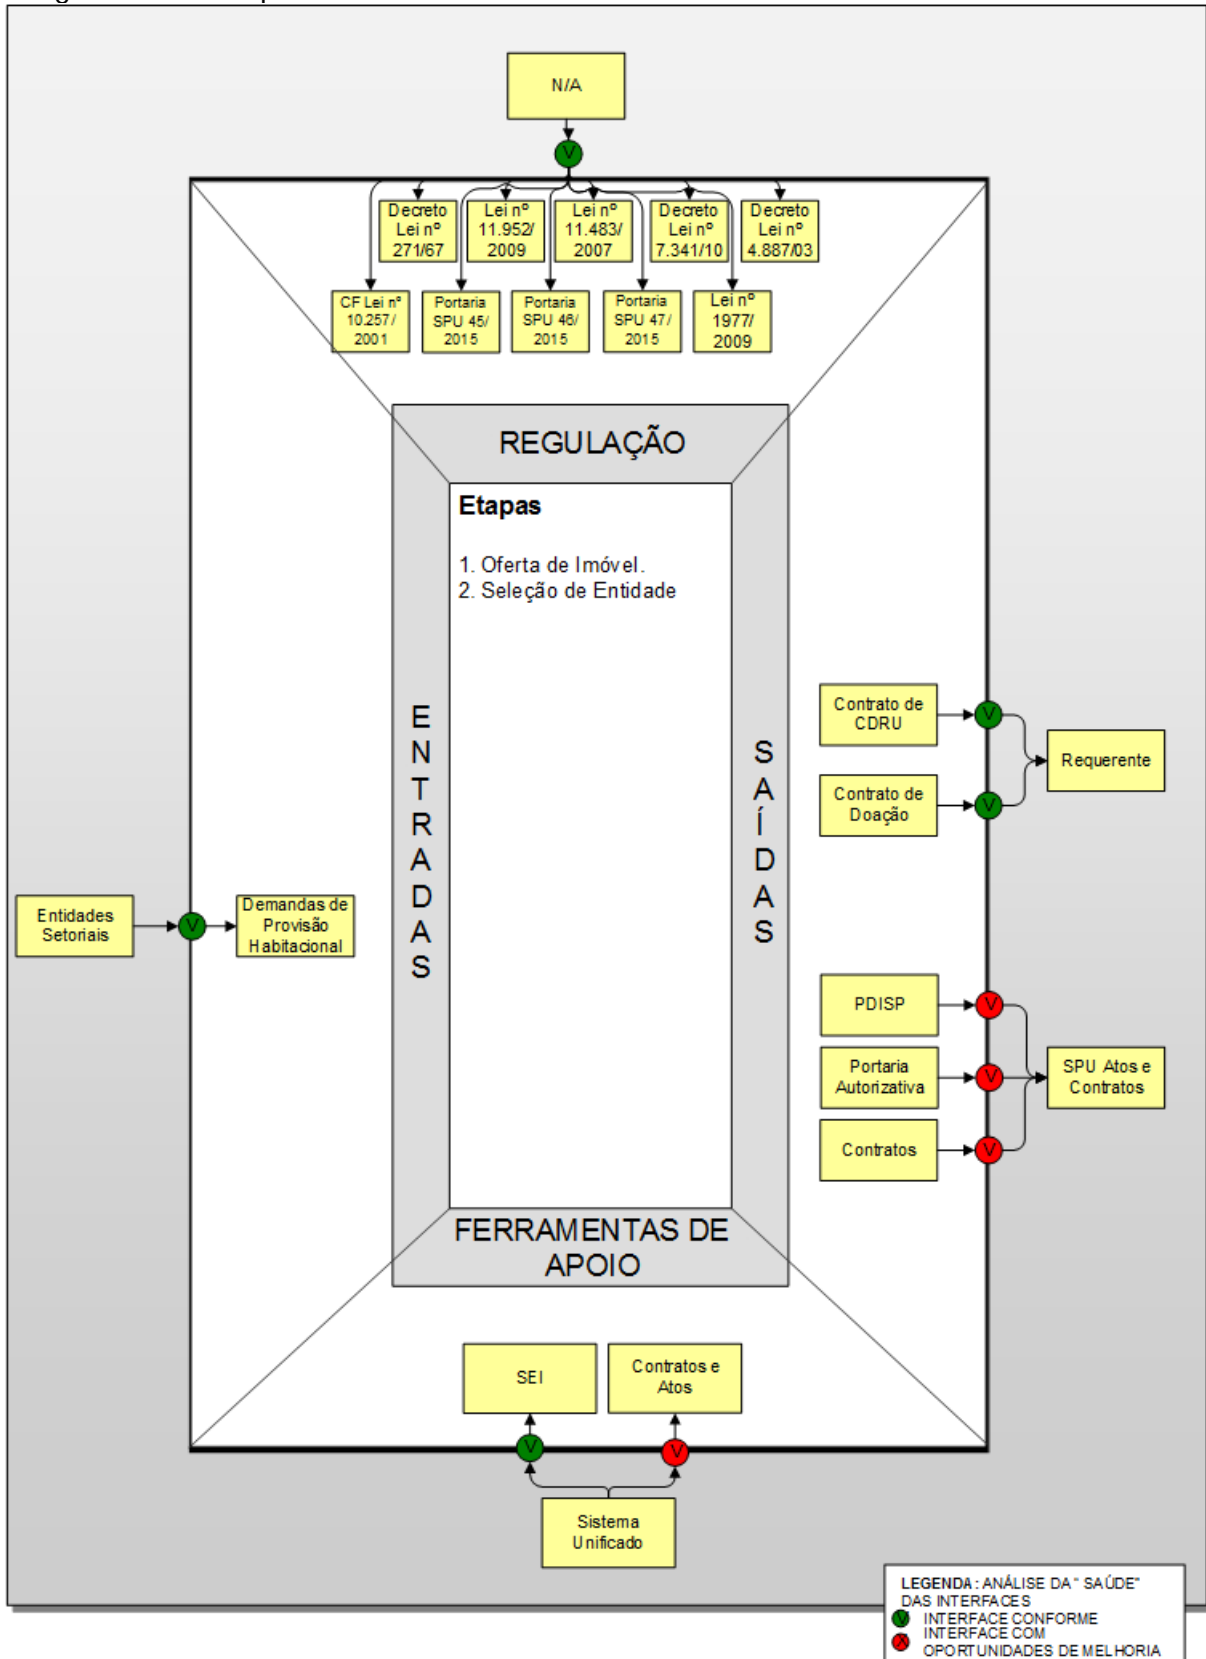 N/A
V
Decreto
Lei nº
271/67
Lei nº
11.952/
2009
Lei nº
11.483/
2007
Decreto
Lei nº
7.341/10
Decreto
Lei nº
4.887/03
CF Lei nº
10.257/
2001
Portaria
SPU 45/
2015
Portaria
SPU 46/
2015
Portaria
SPU 47/
2015
Lei nº
1977/
2009
REGULAÇÃO
Etapas
1. Oferta de Imóvel.
2. Seleção de Entidade
ENTRADAS
SAÍDAS
Entidades
Setoriais
V
Demandas de
Provisão
Habitacional
Contrato de
CDRU
V
Contrato de
Doação
V
Requerente
PDISP
V
Portaria
Autorizativa
V
Contratos
V
SPU Atos e
Contratos
FERRAMENTAS DE
APOIO
SEI
Contratos e
Atos
V
V
Sistema
Unificado
LEGENDA: ANÁLISE DA " SAÚDE"
DAS INTERFACES
V INTERFACE CONFORME
X INTERFACE COM
OPORTUNIDADES DE MELHORIA